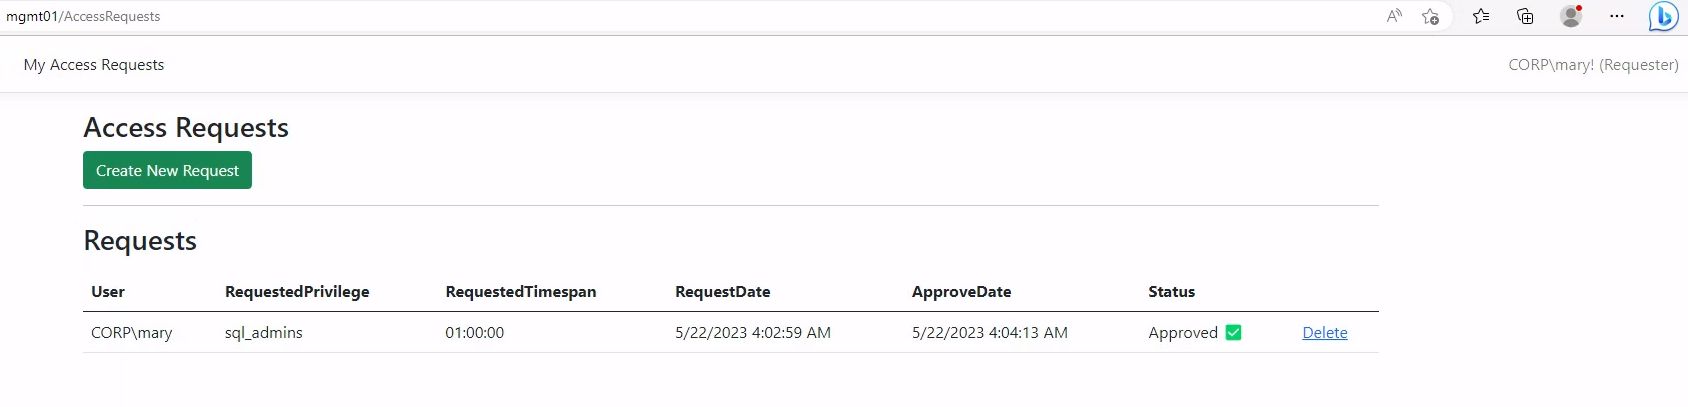 mgmt01/AccessRequests
My Access Requests CORP\mary! (Requester)
Access Requests
Create New Request
Requests
User RequestedPrivilege RequestedTimespan RequestDate ApproveDate Status
CORP\mary sql_admins 01:00:00 5/22/2023 4:02:59 AM 5/22/2023 4:04:13 AM Approved ✅ Delete